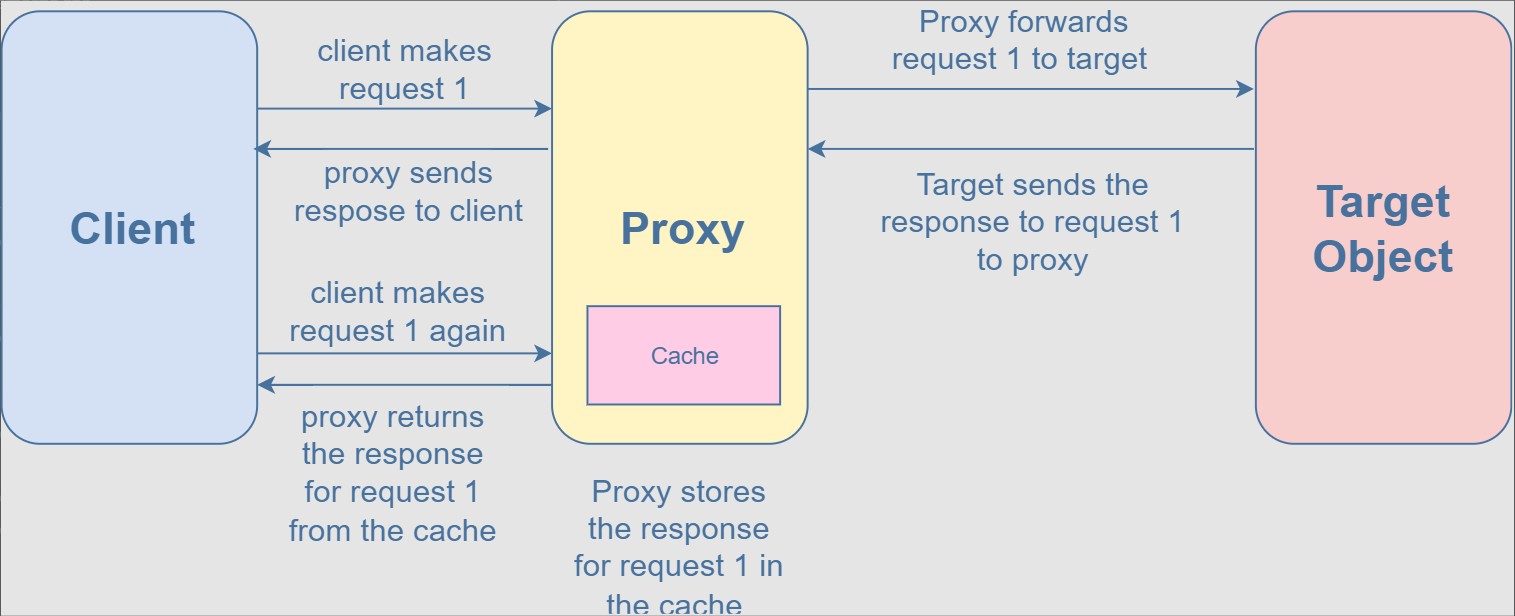 client makes
request 1
Proxy forwards
request 1 to target
proxy sends
respose to client
Target sends the
response to request 1
to proxy
Client
Proxy
Target
Object
client makes
request 1 again
Cache
proxy returns
the response
for request 1
from the cache
Proxy stores
the response
for request 1 in
the cache